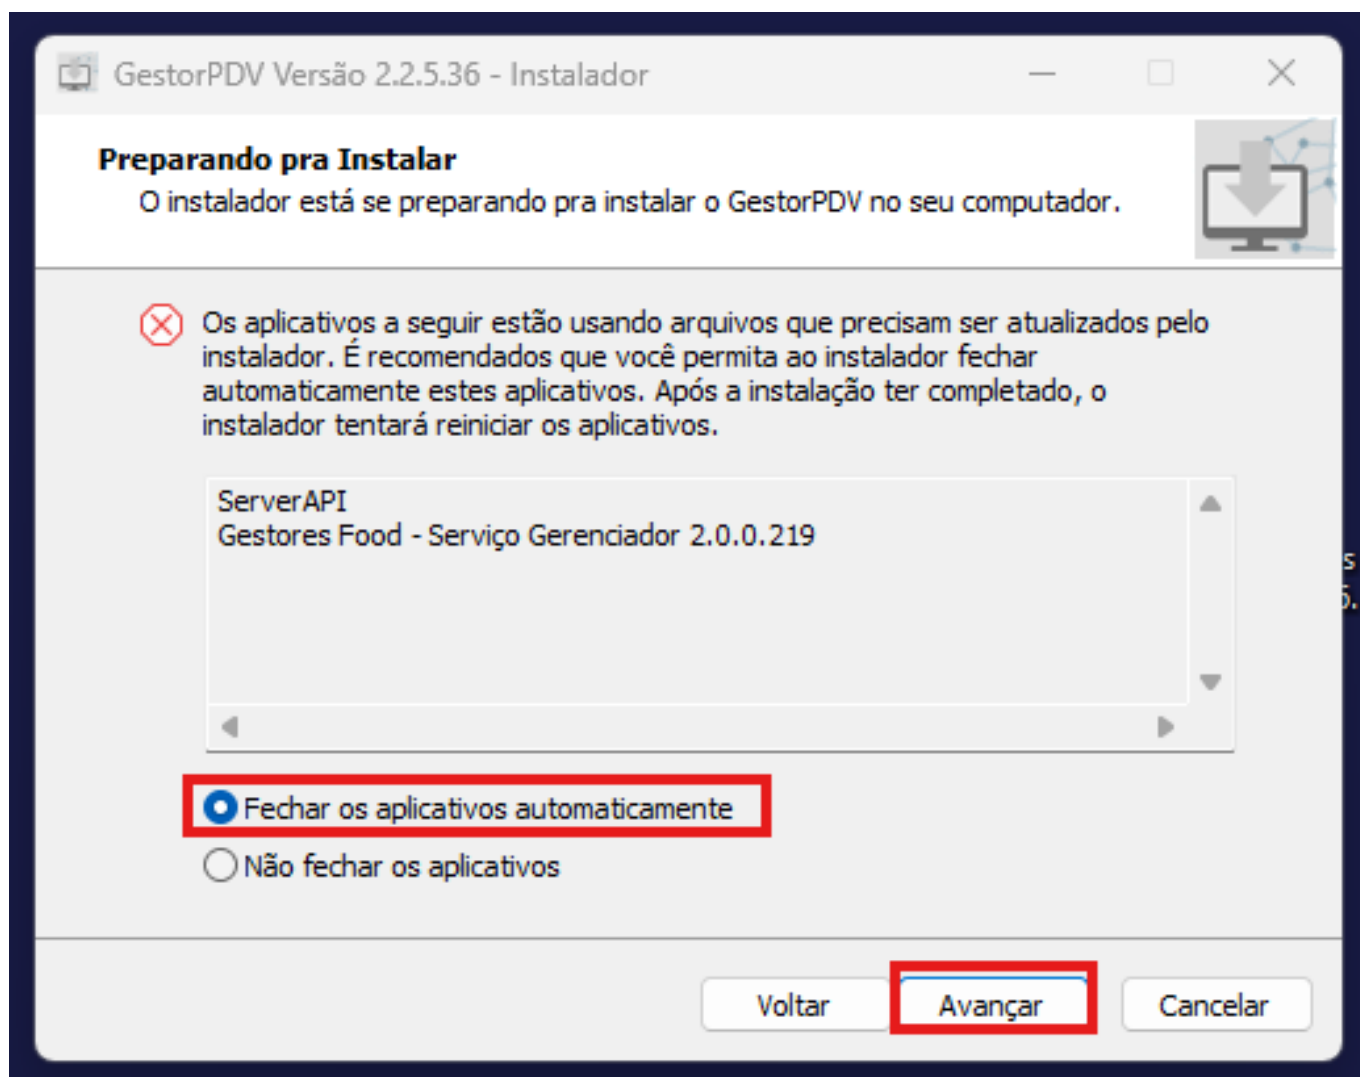 GestorPDV Versão 2.2.5.36 - Instalador
Preparando pra Instalar
O instalador está se preparando pra instalar o GestorPDV no seu computador.
Os aplicativos a seguir estão usando arquivos que precisam ser atualizados pelo
instalador. É recomendados que você permita ao instalador fechar
automaticamente estes aplicativos. Após a instalação ter completado, o
instalador tentará reiniciar os aplicativos.
ServerAPI
Gestores Food - Serviço Gerenciador 2.0.0.219
Fechar os aplicativos automaticamente
Não fechar os aplicativos
Voltar
Avançar
Cancelar